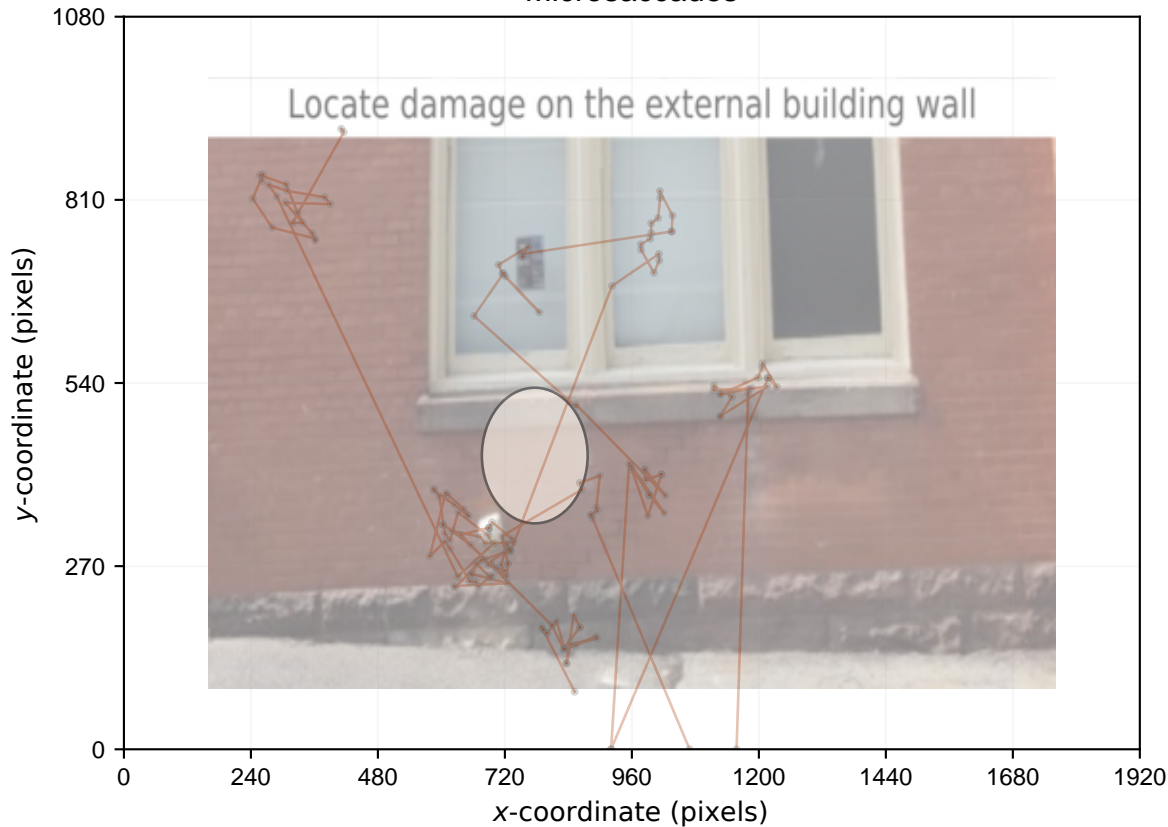 1080
Locate damage on the external building wall
810
540
270
0
0 240 480 720 960 1200 1440 1680 1920
y-coordinate (pixels)
x-coordinate (pixels)